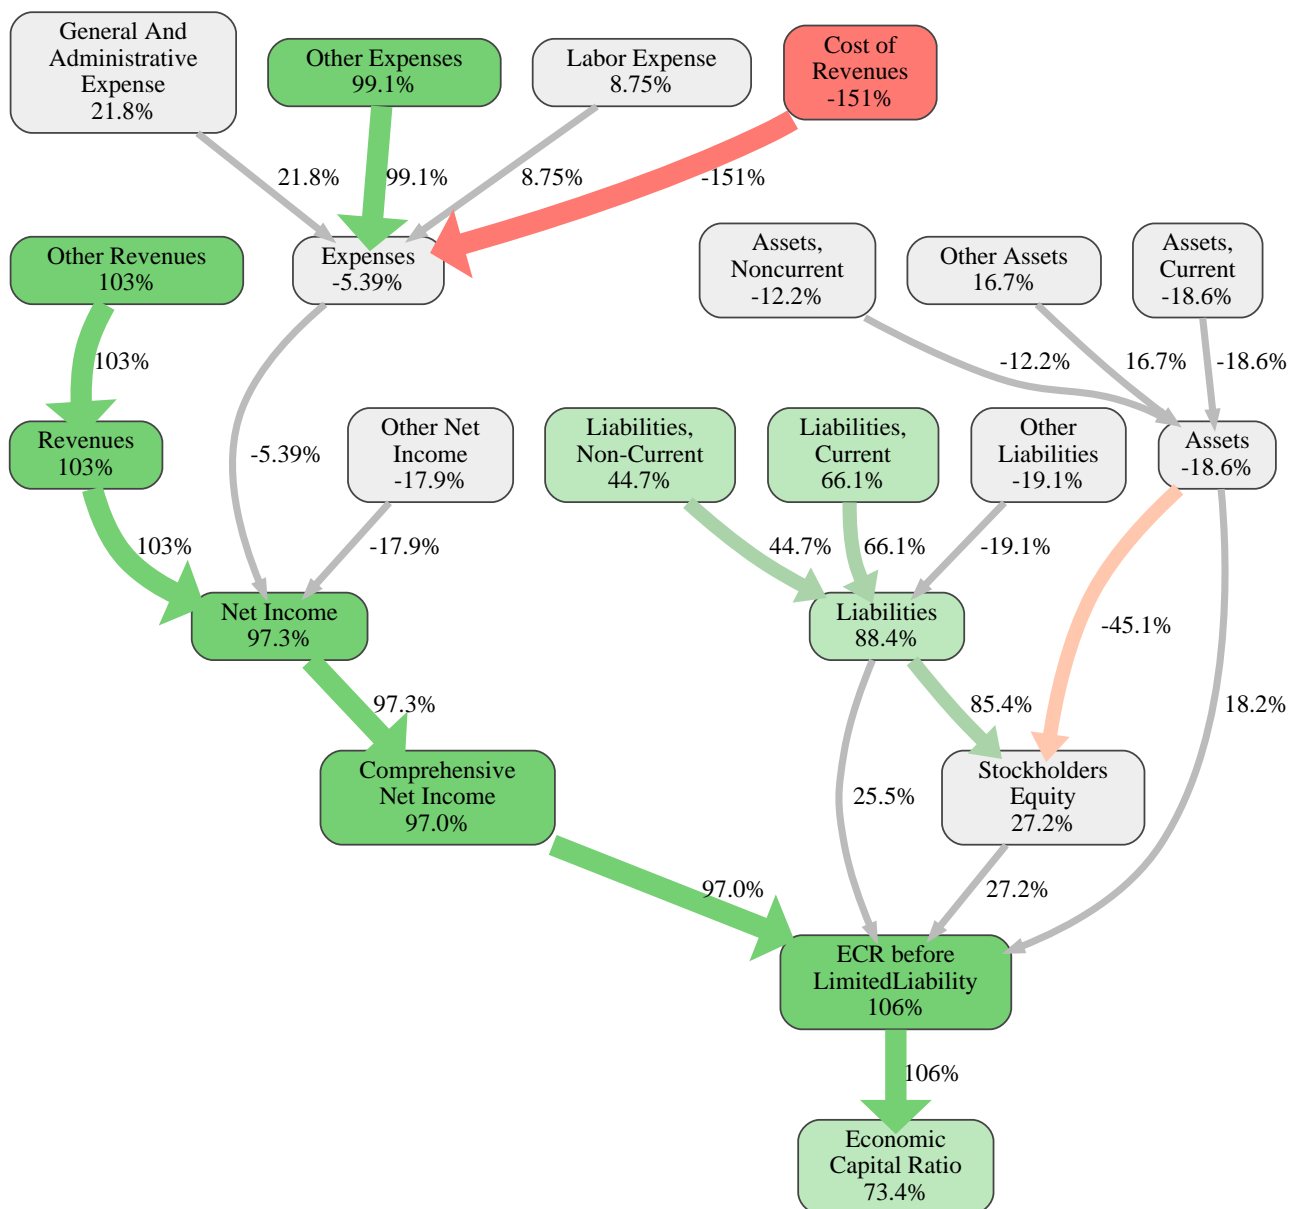 General And
Administrative
Expense
21.8%
Other Expenses
99.1%
Labor Expense
8.75%
Cost of
Revenues
-151%
21.8%
99.1%
8.75%
-151%
Other Revenues
103%
Expenses
-5.39%
Assets,
Noncurrent
-12.2%
Other Assets
16.7%
Assets,
Current
-18.6%
103%
-12.2%
16.7%
-18.6%
Revenues
103%
-5.39%
Other Net
Income
-17.9%
Liabilities,
Non-Current
44.7%
Liabilities,
Current
66.1%
Other
Liabilities
-19.1%
Assets
-18.6%
103%
-17.9%
44.7%
66.1%
-19.1%
Net Income
97.3%
Liabilities
88.4%
-45.1%
97.3%
85.4%
18.2%
Comprehensive
Net Income
97.0%
25.5%
Stockholders
Equity
27.2%
97.0%
27.2%
ECR before
LimitedLiability
106%
106%
Economic
Capital Ratio
73.4%